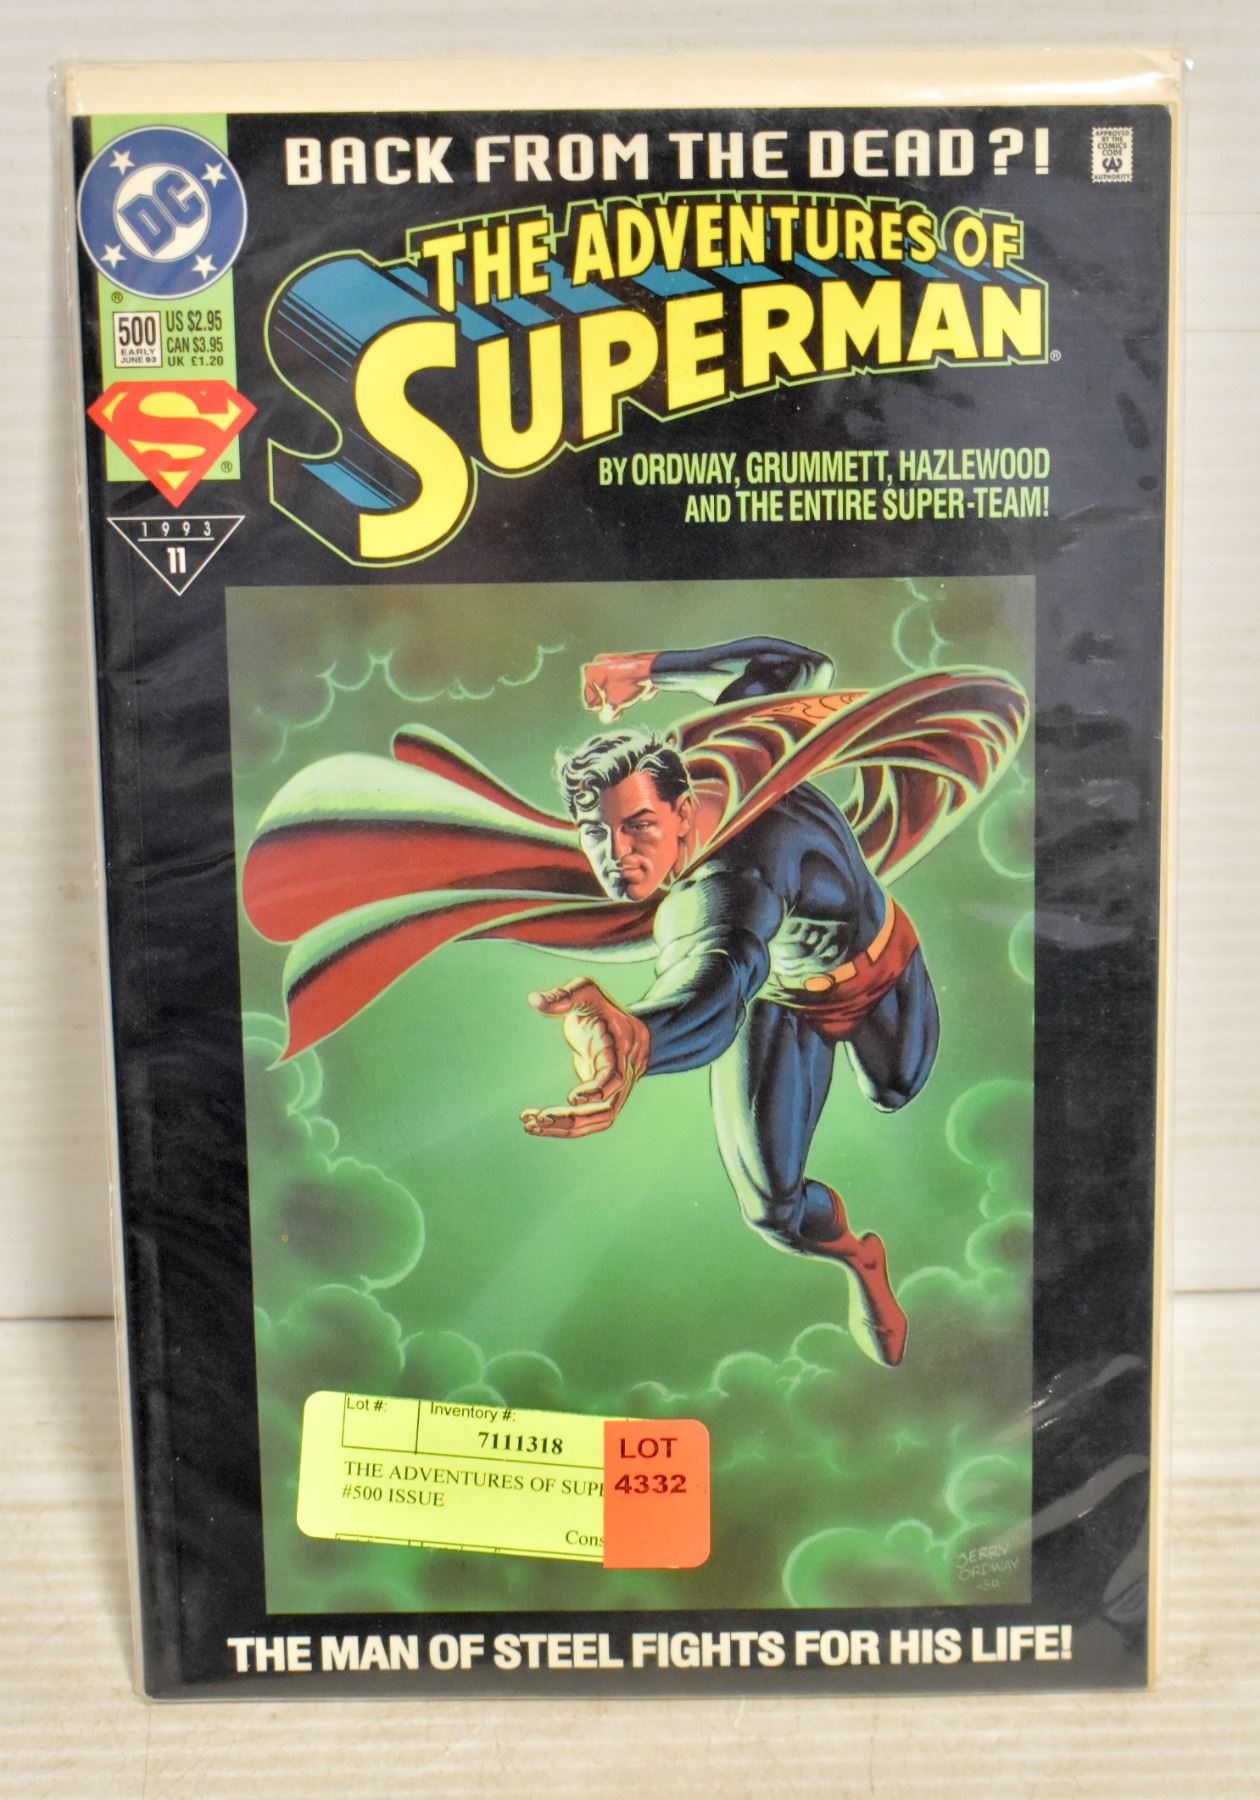 BACK FROM THE DEAD?!
APPROVED
BY THE
COMICS
CODE
A
AUTHORITY
DC
®
THE ADVENTURES OF
SUPERMAN
®
500
EARLY
JUNE 93
US $2.95
CAN $3.95
UK £1.20
S
®
1993
11
BY ORDWAY, GRUMMETT, HAZLEWOOD
AND THE ENTIRE SUPER-TEAM!
Lot #:
Inventory #:
7111318
THE ADVENTURES OF SUP
#500 ISSUE
Cons
LOT
4332
JERRY
ORDWAY
THE MAN OF STEEL FIGHTS FOR HIS LIFE!